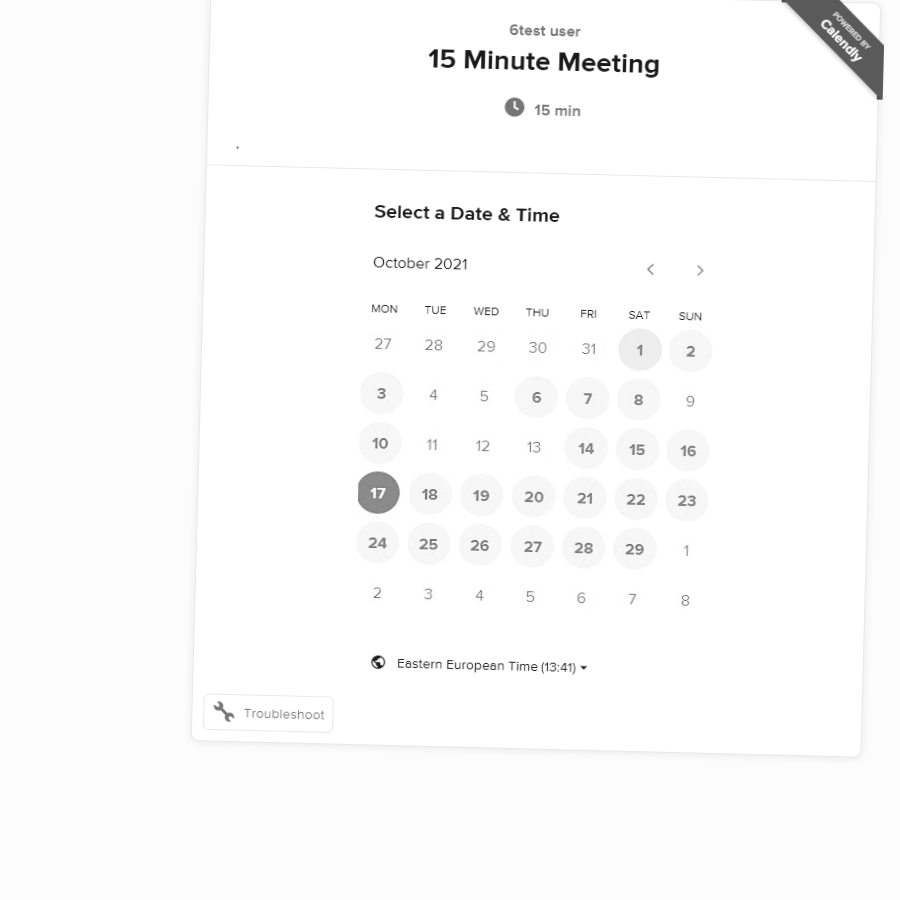 POWERED BY
Calendly
6test user
15 Minute Meeting
15 min
.
Select a Date & Time
October 2021
MON TUE WED THU FRI SAT SUN
27 28 29 30 31 1 2
3 4 5 6 7 8 9
10 11 12 13 14 15 16
17 18 19 20 21 22 23
24 25 26 27 28 29 1
2 3 4 5 6 7 8
Eastern European Time (13:41)
Troubleshoot